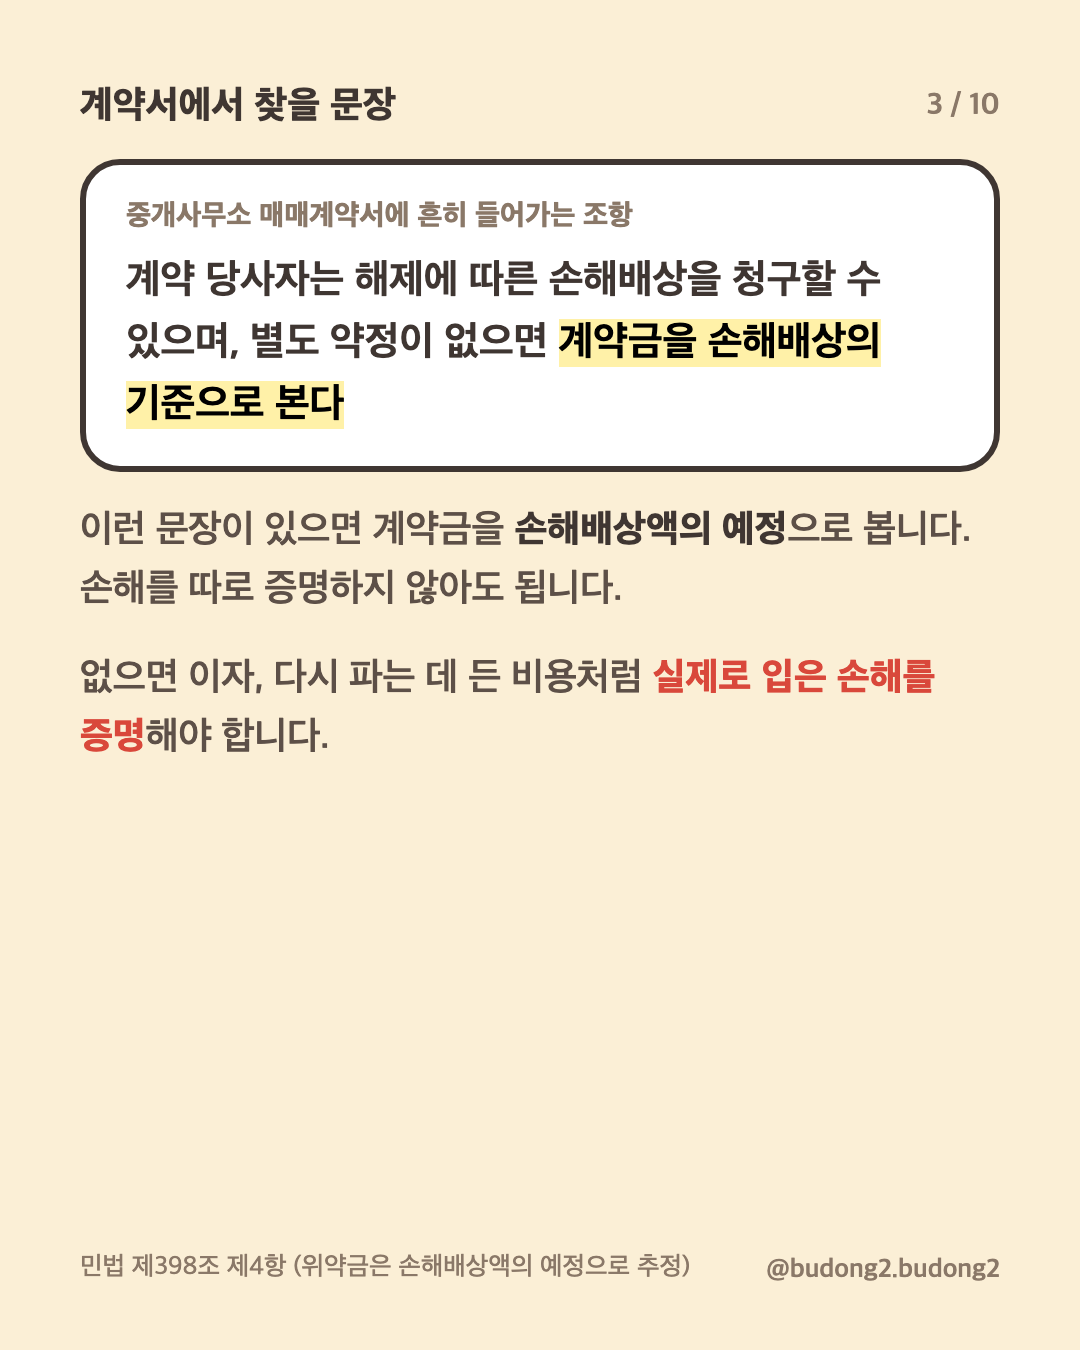 계약서에서 찾을 문장
3 / 10
중개사무소 매매계약서에 흔히 들어가는 조항
계약 당사자는 해제에 따른 손해배상을 청구할 수
있으며, 별도 약정이 없으면 계약금을 손해배상의
기준으로 본다
이런 문장이 있으면 계약금을 손해배상액의 예정으로 봅니다.
손해를 따로 증명하지 않아도 됩니다.
없으면 이자, 다시 파는 데 든 비용처럼 실제로 입은 손해를
증명해야 합니다.
민법 제398조 제4항 (위약금은 손해배상액의 예정으로 추정)
@budong2.budong2